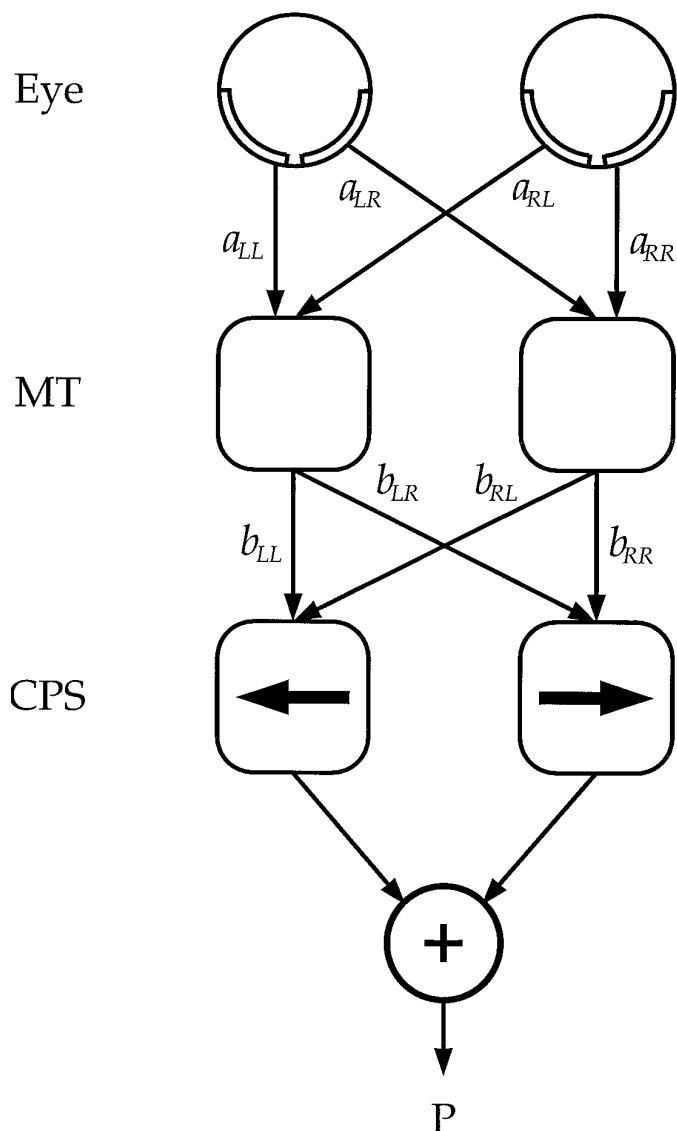 Eye
a_LR
a_RL
a_LL
a_RR
MT
b_LR
b_RL
b_LL
b_RR
CPS
+
P